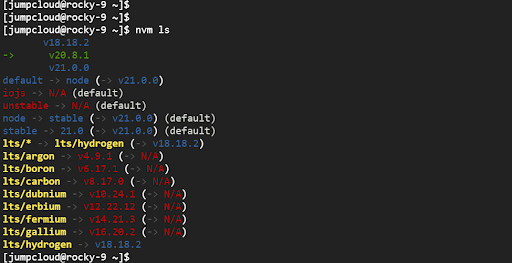 [jumpcloud@rocky-9 ~]$
[jumpcloud@rocky-9 ~]$
[jumpcloud@rocky-9 ~]$ nvm ls
v18.18.2
-> v20.8.1
v21.0.0
default -> node (-> v21.0.0)
iojs -> N/A (default)
unstable -> N/A (default)
node -> stable (-> v21.0.0) (default)
stable -> 21.0 (-> v21.0.0) (default)
lts/* -> lts/hydrogen (-> v18.18.2)
lts/argon -> v4.9.1 (-> N/A)
lts/boron -> v6.17.1 (-> N/A)
lts/carbon -> v8.17.0 (-> N/A)
lts/dubnium -> v10.24.1 (-> N/A)
lts/erbium -> v12.22.12 (-> N/A)
lts/fermium -> v14.21.3 (-> N/A)
lts/gallium -> v16.20.2 (-> N/A)
lts/hydrogen -> v18.18.2
[jumpcloud@rocky-9 ~]$